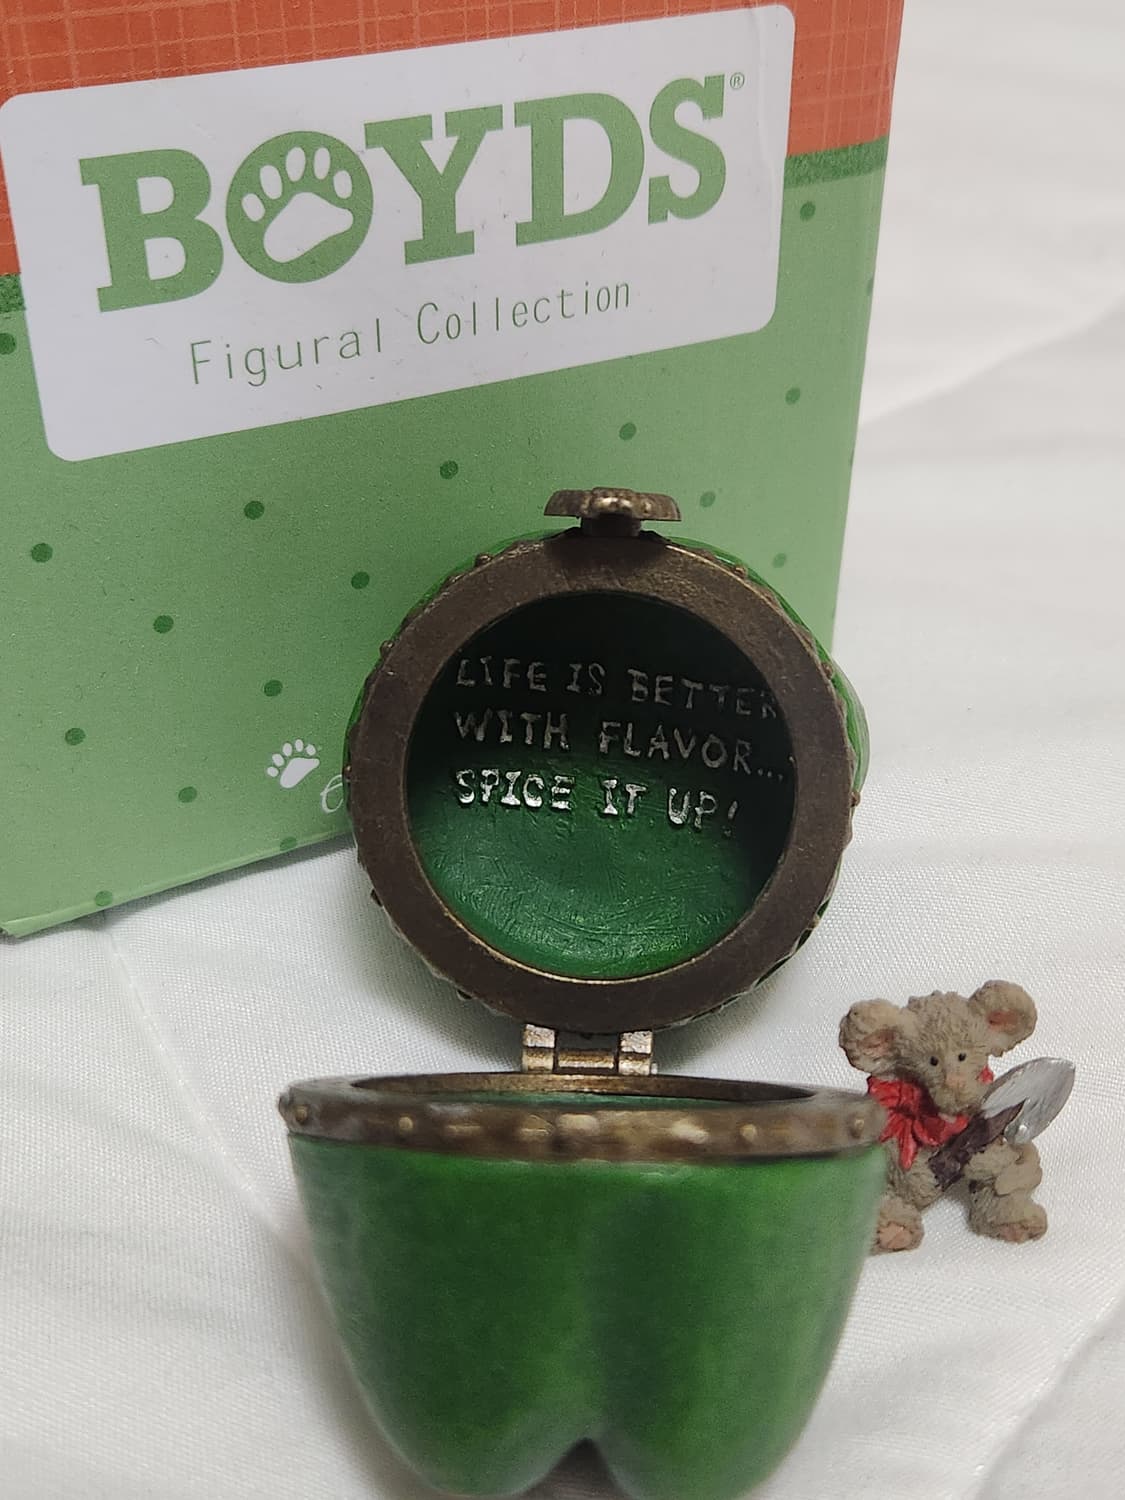 BOYDS®
Figural Collection
LIFE IS BETTER
WITH FLAVOR...
SPICE IT UP!